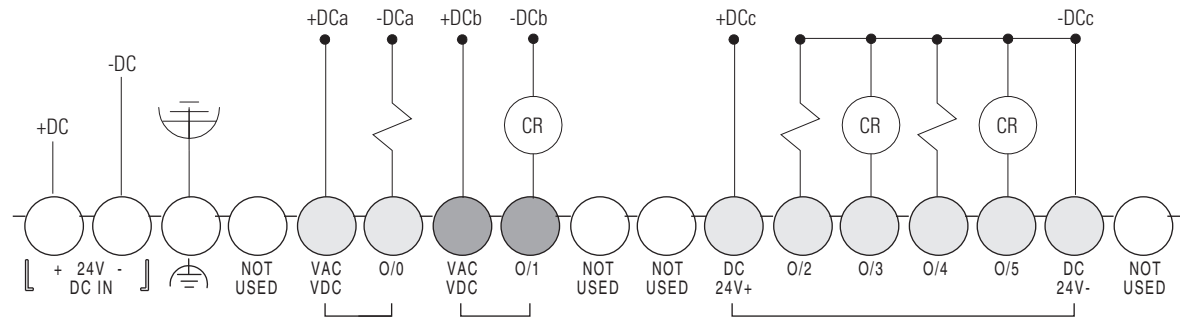 +DCa -DCa +DCb -DCb +DCc -DCc
-DC
+DC
CR CR CR
+ 24V - NOT VAC O/0 VAC O/1 NOT NOT DC O/2 O/3 O/4 O/5 DC NOT
DC IN USED VDC VDC USED USED 24V+ 24V- USED